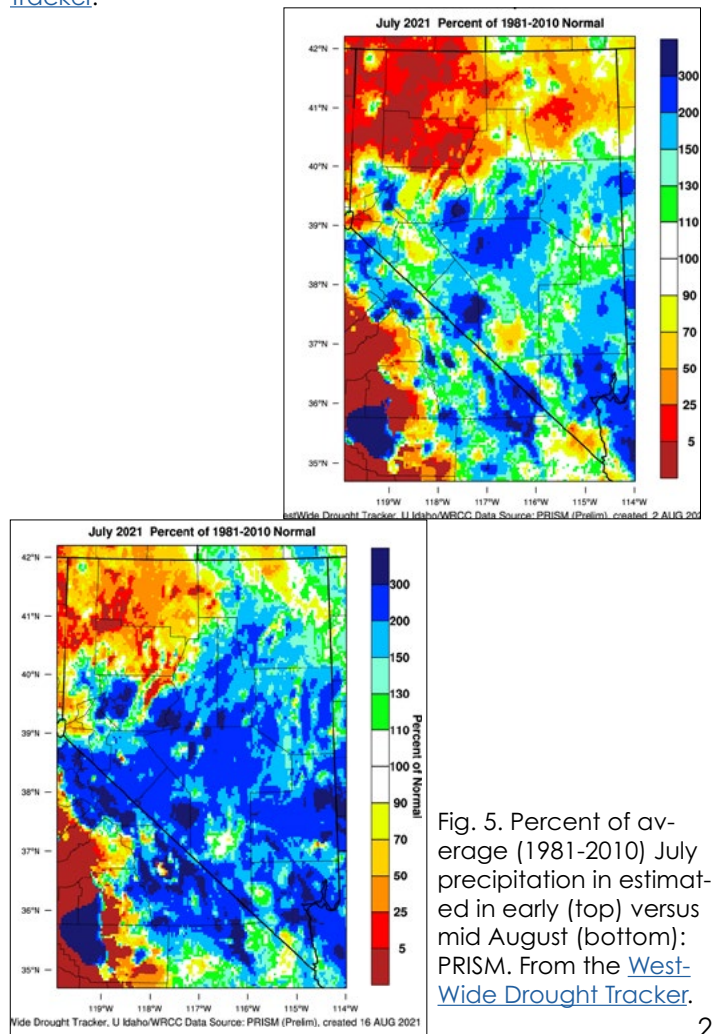 Tracker.
July 2021 Percent of 1981-2010 Normal
42°N
41°N
40°N
39°N
38°N
37°N
36°N
35°N
119°W 118°W 117°W 116°W 115°W 114°W
300
200
150
130
110
100
90
70
50
25
5
estWide Drought Tracker, U Idaho/WRCC Data Source: PRISM (Prelim), created 2 AUG 202
July 2021 Percent of 1981-2010 Normal
42°N
41°N
40°N
39°N
38°N
37°N
36°N
35°N
119°W 118°W 117°W 116°W 115°W 114°W
300
200
150
130
110
100
90
70
50
25
5
Percent of Normal
Wide Drought Tracker, U Idaho/WRCC Data Source: PRISM (Prelim), created 16 AUG 2021
Fig. 5. Percent of av-
erage (1981-2010) July
precipitation in estimat-
ed in early (top) versus
mid August (bottom):
PRISM. From the West-
Wide Drought Tracker.
2